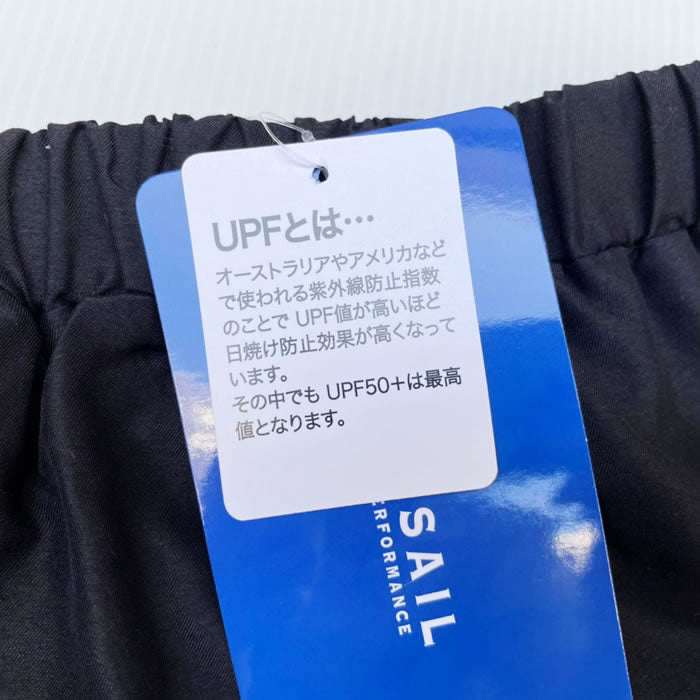 UPFとは…
オーストラリアやアメリカなど
で使われる紫外線防止指数
のことで UPF値が高いほど
日焼け防止効果が高くなって
います。
その中でも UPF50+は最高
値となります。
SAIL
PERFORMANCE